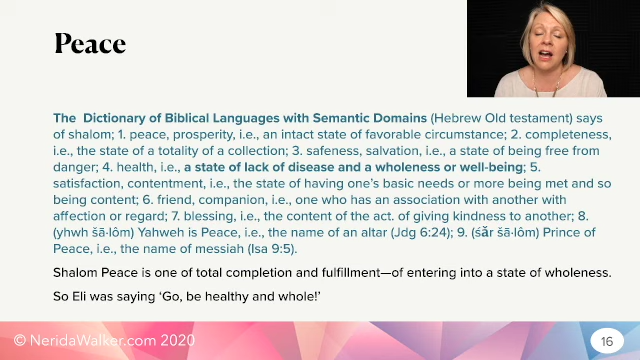 Peace
The Dictionary of Biblical Languages with Semantic Domains (Hebrew Old testament) says
of shalom; 1. peace, prosperity, i.e., an intact state of favorable circumstance; 2. completeness,
i.e., the state of a totality of a collection; 3. safeness, salvation, i.e., a state of being free from
danger; 4. health, i.e., a state of lack of disease and a wholeness or well-being; 5.
satisfaction, contentment, i.e., the state of having one's basic needs or more being met and so
being content; 6. friend, companion, i.e., one who has an association with another with
affection or regard; 7. blessing, i.e., the content of the act. of giving kindness to another; 8.
(yhwh šā·lôm) Yahweh is Peace, i.e., the name of an altar (Jdg 6:24); 9. (śăr šā·lôm) Prince of
Peace, i.e., the name of messiah (Isa 9:5).
Shalom Peace is one of total completion and fulfillment—of entering into a state of wholeness.
So Eli was saying 'Go, be healthy and whole!'
© NeridaWalker.com 2020
16